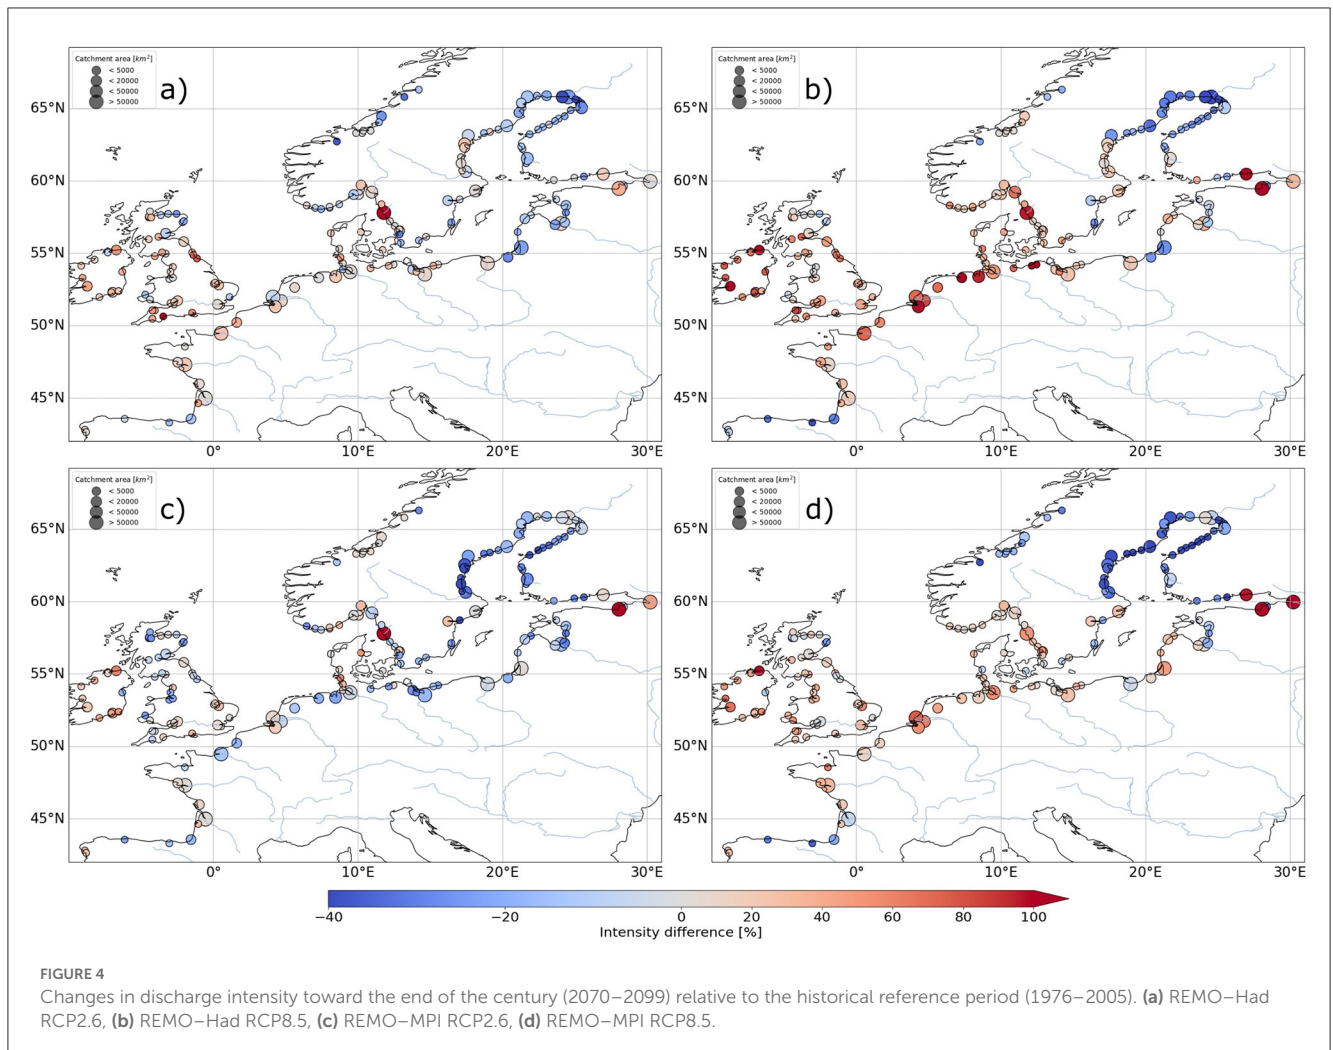 Catchment area [km²]
< 5000
< 20000
< 50000
> 50000
a)
65°N
60°N
55°N
50°N
45°N
0°
10°E
20°E
30°E
Catchment area [km²]
< 5000
< 20000
< 50000
> 50000
b)
65°N
60°N
55°N
50°N
45°N
0°
10°E
20°E
30°E
Catchment area [km²]
< 5000
< 20000
< 50000
> 50000
c)
65°N
60°N
55°N
50°N
45°N
0°
10°E
20°E
30°E
Catchment area [km²]
< 5000
< 20000
< 50000
> 50000
d)
65°N
60°N
55°N
50°N
45°N
0°
10°E
20°E
30°E
−40 −20 0 20 40 60 80 100
Intensity difference [%]
FIGURE 4
Changes in discharge intensity toward the end of the century (2070–2099) relative to the historical reference period (1976–2005). (a) REMO–Had
RCP2.6, (b) REMO–Had RCP8.5, (c) REMO–MPI RCP2.6, (d) REMO–MPI RCP8.5.